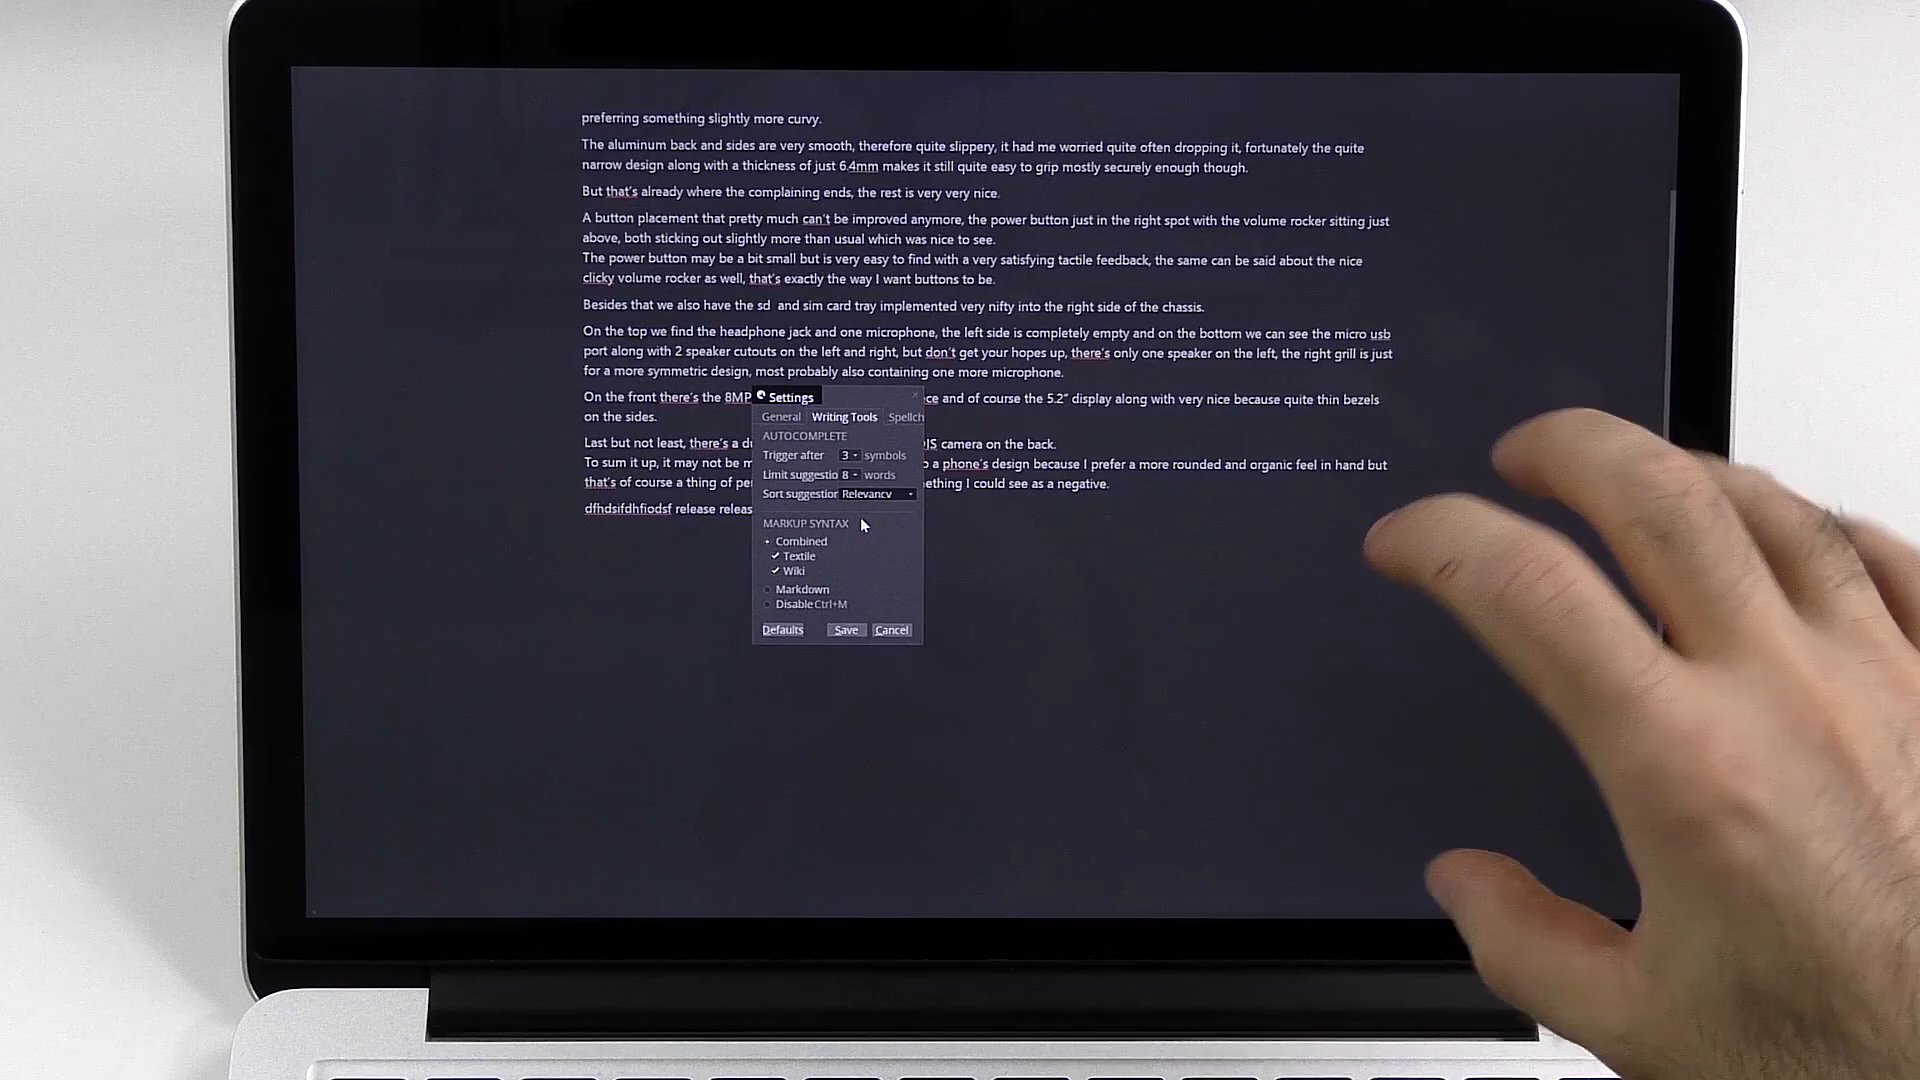 preferring something slightly more curvy.
The aluminum back and sides are very smooth, therefore quite slippery, it had me worried quite often dropping it, fortunately the quite
narrow design along with a thickness of just 6.4mm makes it still quite easy to grip mostly securely enough though.
But that's already where the complaining ends, the rest is very very nice.
A button placement that pretty much can't be improved anymore, the power button just in the right spot with the volume rocker sitting just
above, both sticking out slightly more than usual which was nice to see.
The power button may be a bit small but is very easy to find with a very satisfying tactile feedback, the same can be said about the nice
clicky volume rocker as well, that's exactly the way I want buttons to be.
Besides that we also have the sd and sim card tray implemented very nifty into the right side of the chassis.
On the top we find the headphone jack and one microphone, the left side is completely empty and on the bottom we can see the micro usb
port along with 2 speaker cutouts on the left and right, but don't get your hopes up, there's only one speaker on the left, the right grill is just
for a more symmetric design, most probably also containing one more microphone.
On the front there's the 8MP and of course the 5.2" display along with very nice because quite thin bezels
on the sides.
Last but not least, there's a camera on the back.
To sum it up, it may not be a phone's design because I prefer a more rounded and organic feel in hand but
that's of course a thing of I could see as a negative.
dfhdsifdhfiodsf release
Settings
General Writing Tools Spellch
AUTOCOMPLETE
Trigger after 3 symbols
Limit suggestio 8 words
Sort suggestior Relevancy
MARKUP SYNTAX
Combined
Textile
Wiki
Markdown
Disable Ctrl+M
Defaults Save Cancel